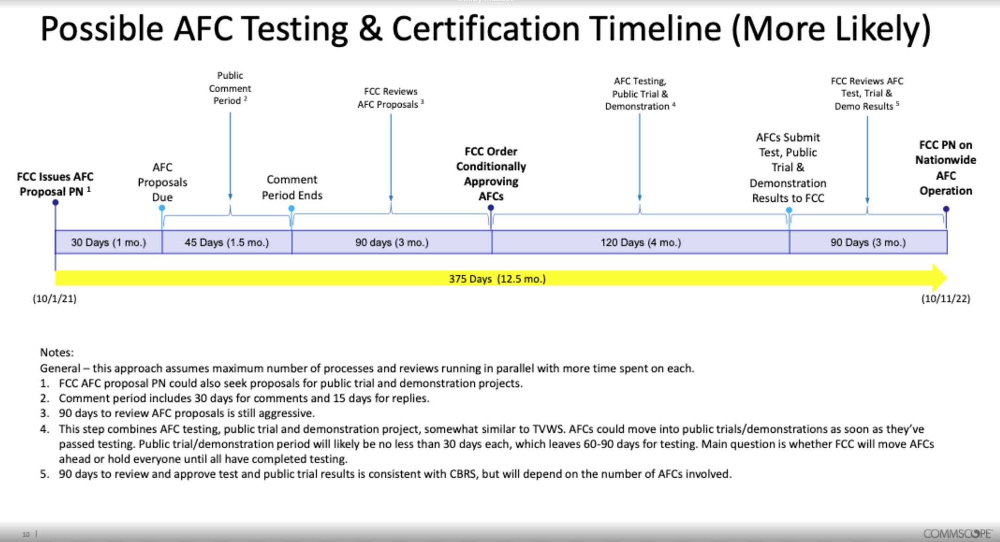 Possible AFC Testing & Certification Timeline (More Likely)
Public
Comment
Period 2
FCC Reviews
AFC Proposals 3
AFC Testing,
Public Trial &
Demonstration 4
FCC Reviews AFC
Test, Trial &
Demo Results 5
FCC Issues AFC
Proposal PN 1
AFC
Proposals
Due
Comment
Period Ends
FCC Order
Conditionally
Approving
AFCs
AFCs Submit
Test, Public
Trial &
Demonstration
Results to FCC
FCC PN on
Nationwide
AFC
Operation
30 Days (1 mo.)
45 Days (1.5 mo.)
90 days (3 mo.)
120 Days (4 mo.)
90 Days (3 mo.)
375 Days (12.5 mo.)
(10/1/21)
(10/11/22)
Notes:
General – this approach assumes maximum number of processes and reviews running in parallel with more time spent on each.
1. FCC AFC proposal PN could also seek proposals for public trial and demonstration projects.
2. Comment period includes 30 days for comments and 15 days for replies.
3. 90 days to review AFC proposals is still aggressive.
4. This step combines AFC testing, public trial and demonstration project, somewhat similar to TVWS. AFCs could move into public trials/demonstrations as soon as they’ve
passed testing. Public trial/demonstration period will likely be no less than 30 days each, which leaves 60-90 days for testing. Main question is whether FCC will move AFCs
ahead or hold everyone until all have completed testing.
5. 90 days to review and approve test and public trial results is consistent with CBRS, but will depend on the number of AFCs involved.
10 |
COMMSCOPE